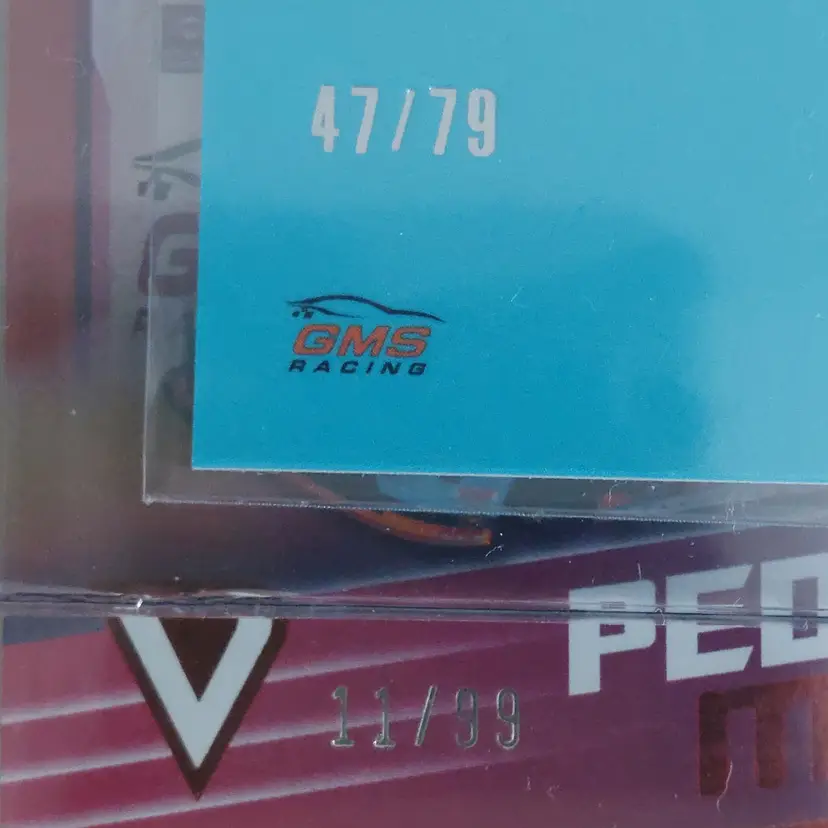 47/79
GMS
RACING
PED
V
11/99